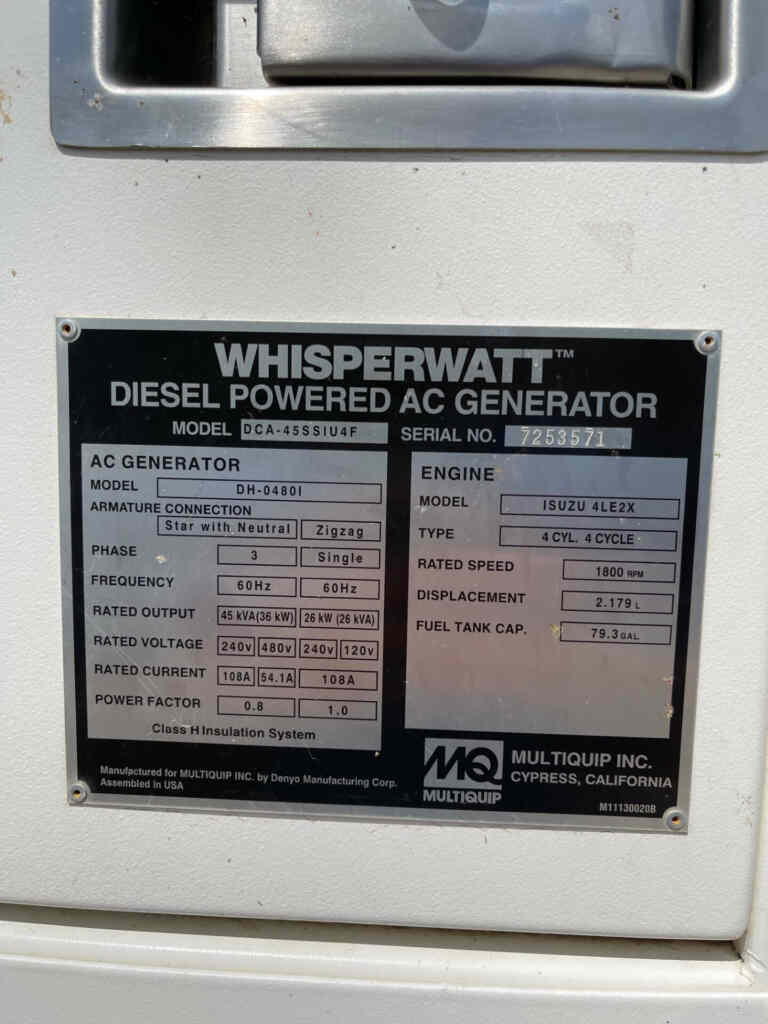 WHISPERWATT™
DIESEL POWERED AC GENERATOR
MODEL DCA-45SSIU4F SERIAL NO. 7253571
AC GENERATOR
MODEL DH-0480I
ARMATURE CONNECTION
Star with Neutral Zigzag
PHASE 3 Single
FREQUENCY 60Hz 60Hz
RATED OUTPUT 45 kVA(36 kW) 26 kW (26 kVA)
RATED VOLTAGE 240v 480v 240v 120v
RATED CURRENT 108A 54.1A 108A
POWER FACTOR 0.8 1.0
Class H Insulation System
ENGINE
MODEL ISUZU 4LE2X
TYPE 4 CYL. 4 CYCLE
RATED SPEED 1800 RPM
DISPLACEMENT 2.179 L
FUEL TANK CAP. 79.3 GAL.
Manufactured for MULTIQUIP INC. by Denyo Manufacturing Corp.
Assembled in USA
MQ
MULTIQUIP
MULTIQUIP INC.
CYPRESS, CALIFORNIA
M11130020B